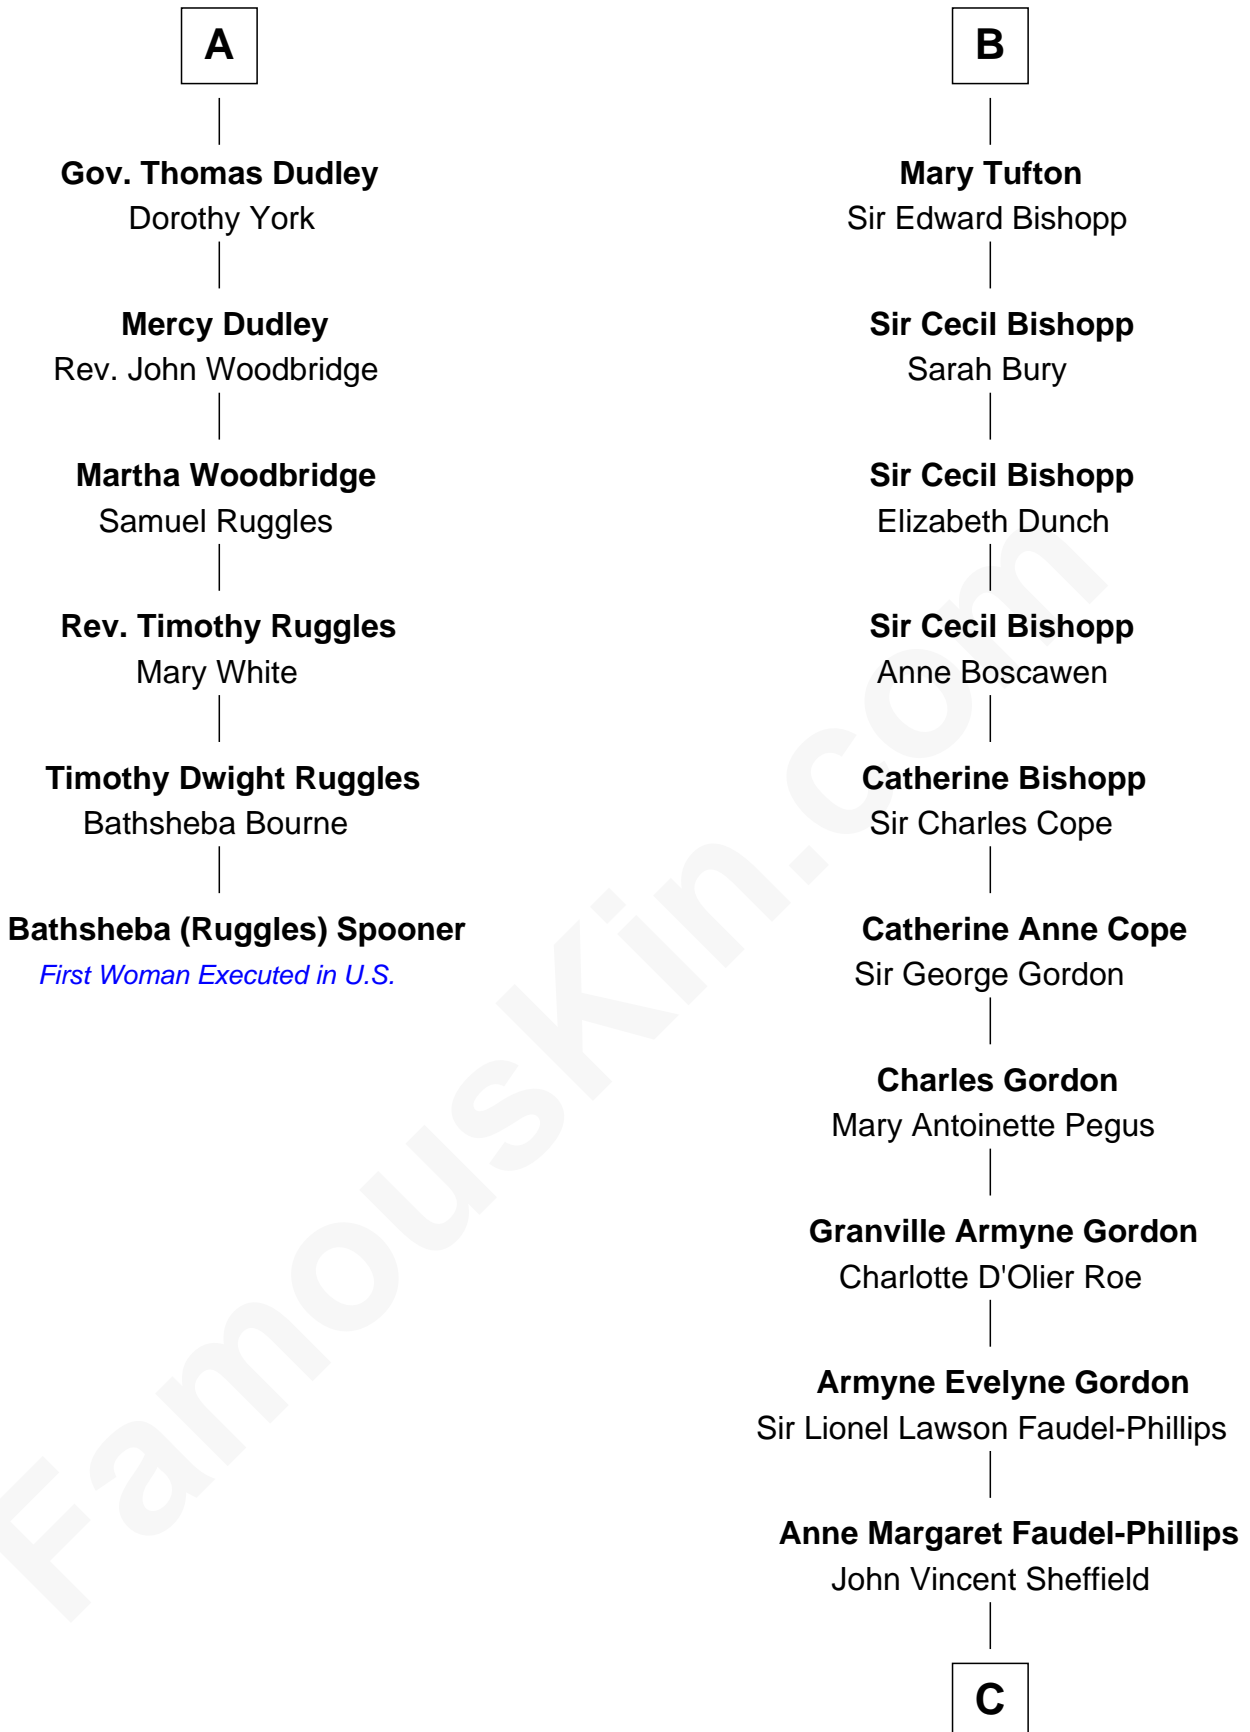 A
Gov. Thomas Dudley
Dorothy York
Mercy Dudley
Rev. John Woodbridge
Martha Woodbridge
Samuel Ruggles
Rev. Timothy Ruggles
Mary White
Timothy Dwight Ruggles
Bathsheba Bourne
Bathsheba (Ruggles) Spooner
First Woman Executed in U.S.
B
Mary Tufton
Sir Edward Bishopp
Sir Cecil Bishopp
Sarah Bury
Sir Cecil Bishopp
Elizabeth Dunch
Sir Cecil Bishopp
Anne Boscawen
Catherine Bishopp
Sir Charles Cope
Catherine Anne Cope
Sir George Gordon
Charles Gordon
Mary Antoinette Pegus
Granville Armyne Gordon
Charlotte D'Olier Roe
Armyne Evelyne Gordon
Sir Lionel Lawson Faudel-Phillips
Anne Margaret Faudel-Phillips
John Vincent Sheffield
C
FamousKin.com